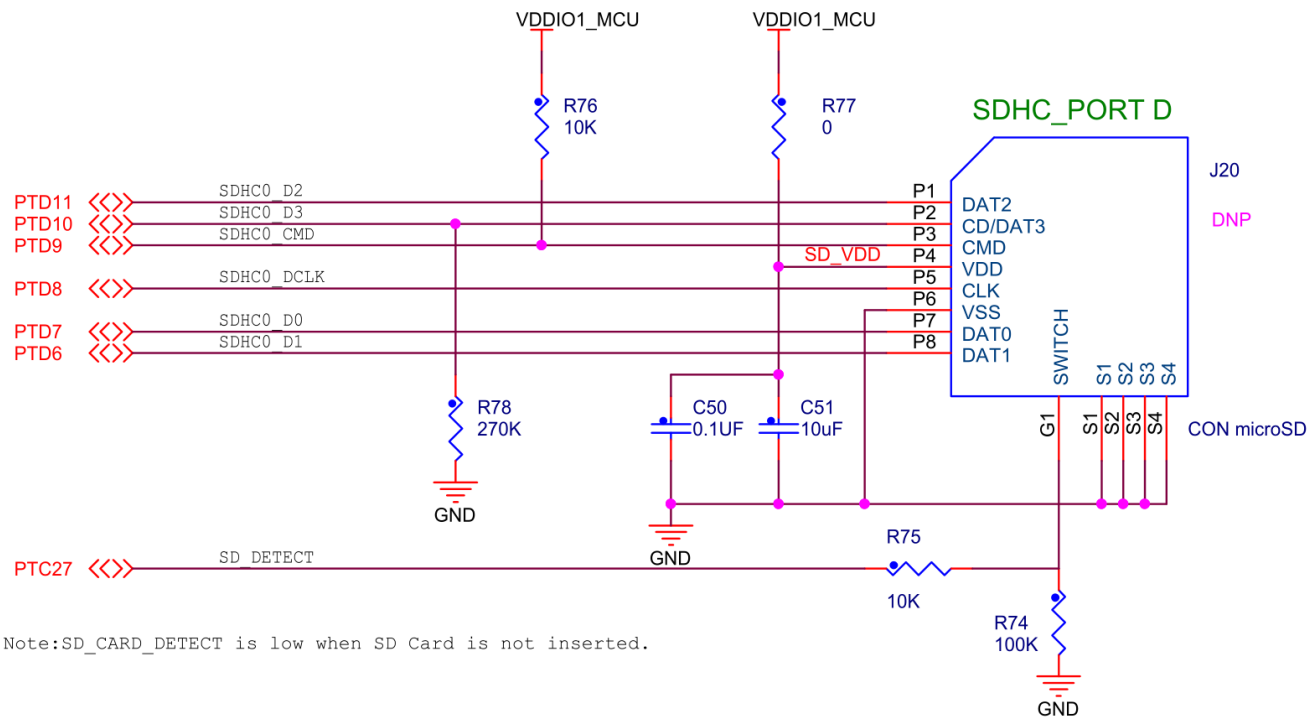 VDDIO1_MCU
VDDIO1_MCU
R76
10K
R77
0
SDHC_PORT D
J20
DNP
PTD11
SDHC0_D2
P1
DAT2
PTD10
SDHC0_D3
P2
CD/DAT3
PTD9
SDHC0_CMD
P3
CMD
SD_VDD
P4
VDD
PTD8
SDHC0_DCLK
P5
CLK
P6
VSS
PTD7
SDHC0_D0
P7
DAT0
PTD6
SDHC0_D1
P8
DAT1
SWITCH
S1
S2
S3
S4
G1
S1
S2
S3
S4
CON microSD
R78
270K
C50
0.1UF
C51
10uF
GND
GND
PTC27
SD_DETECT
R75
10K
R74
100K
GND
Note:SD_CARD_DETECT is low when SD Card is not inserted.